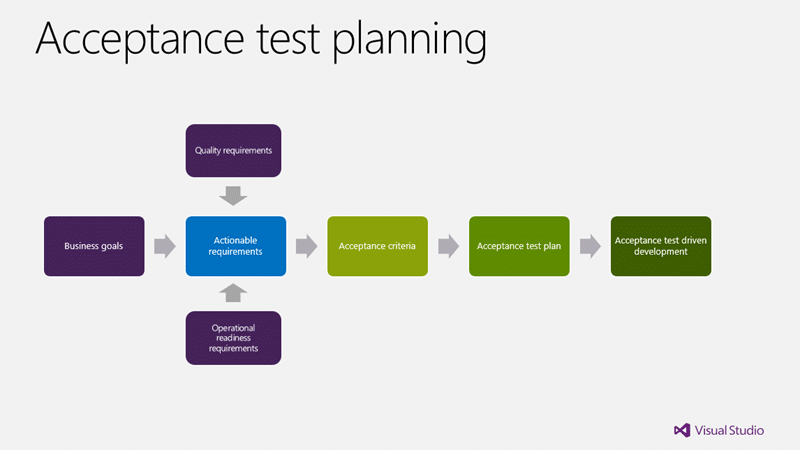 Acceptance test planning
Quality requirements
Business goals
Actionable
requirements
Acceptance criteria
Acceptance test plan
Acceptance test driven
development
Operational
readiness
requirements
Visual Studio